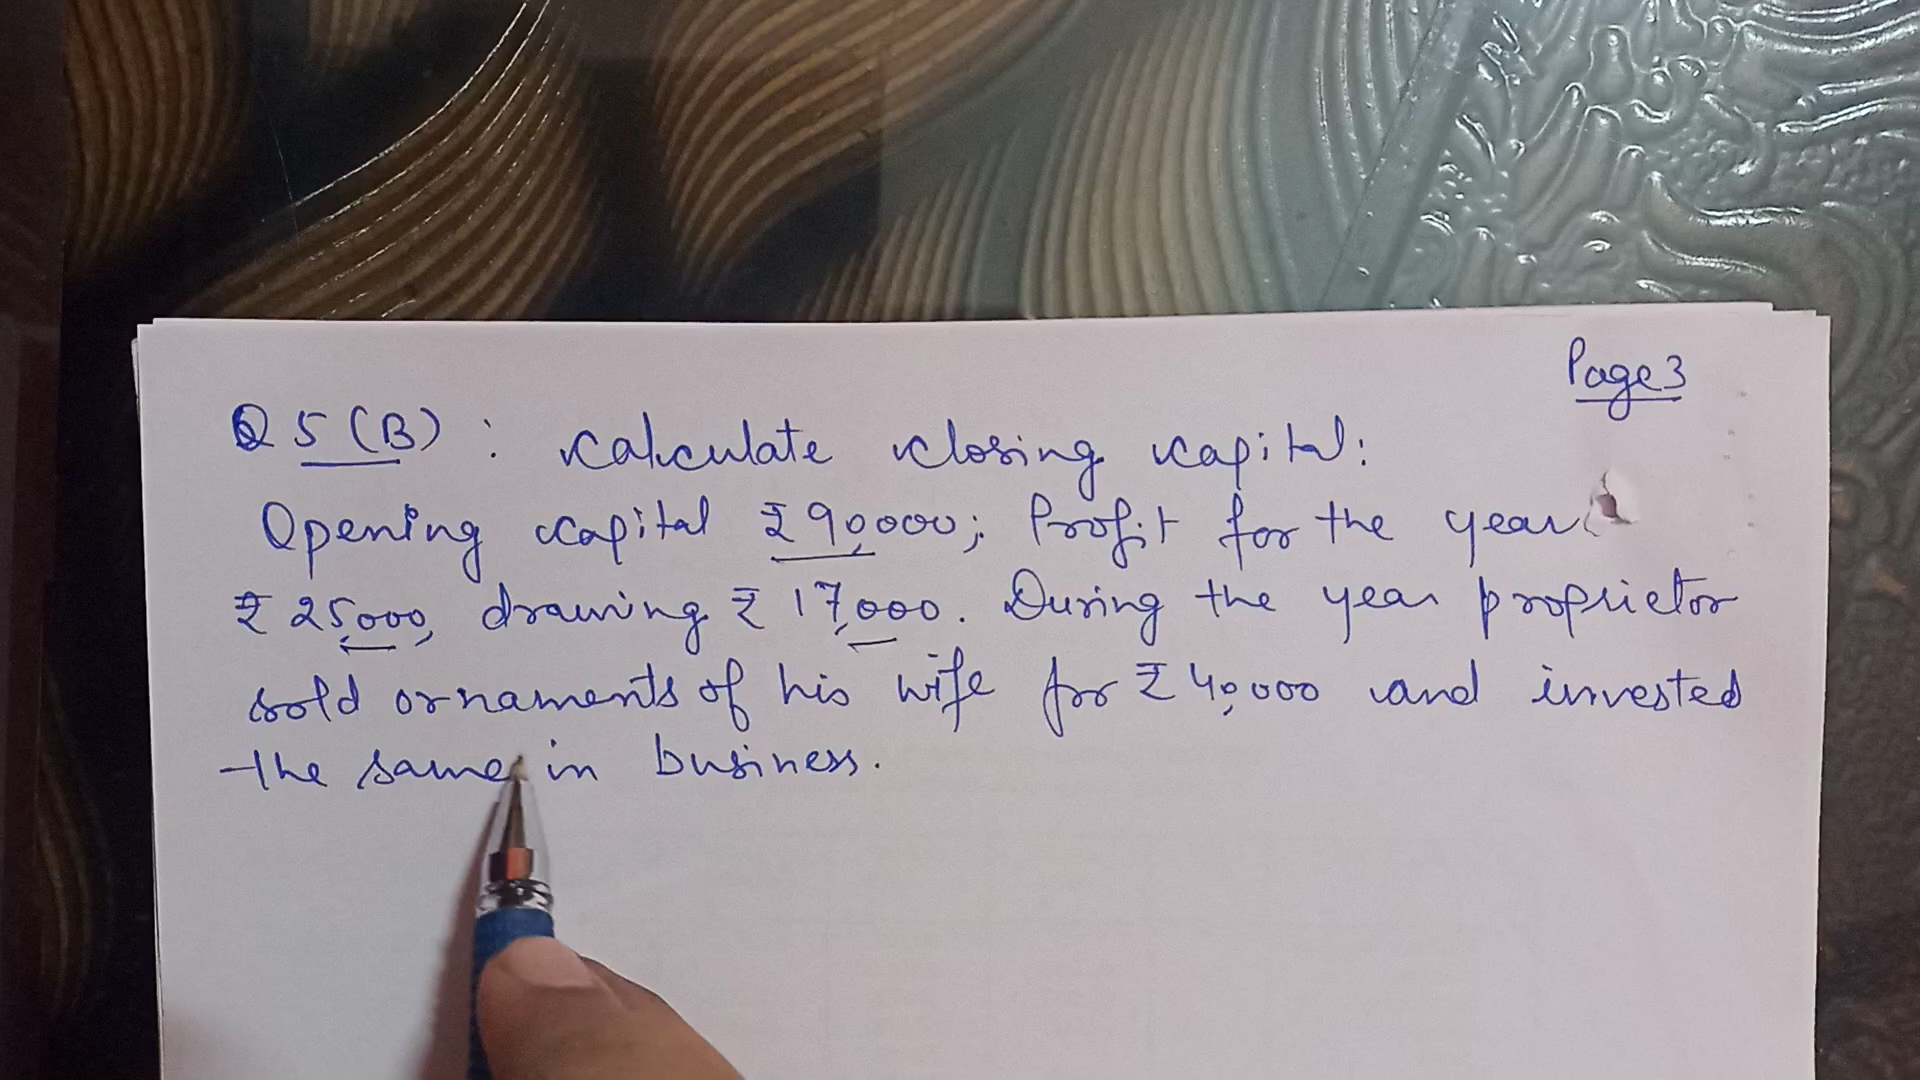 Page 3
Q 5 (B) : Calculate closing capital:
Opening capital ₹ 90,000; Profit for the year
₹ 25,000, drawing ₹ 17,000. During the year proprietor
sold ornaments of his wife for ₹ 40,000 and invested
the same in business.